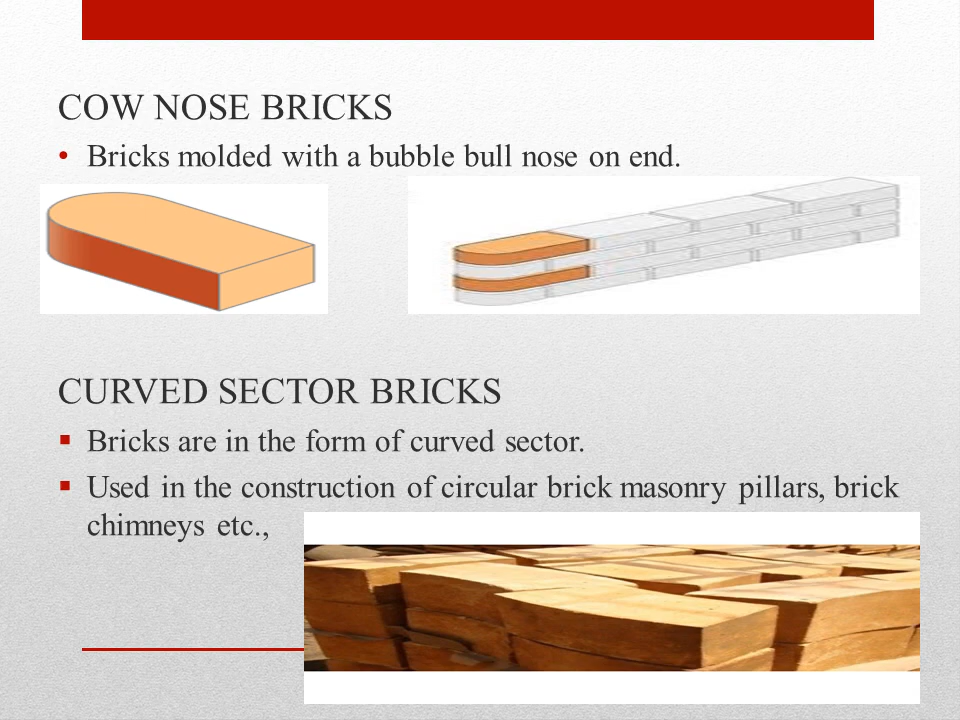 COW NOSE BRICKS
• Bricks molded with a bubble bull nose on end.
CURVED SECTOR BRICKS
▪ Bricks are in the form of curved sector.
▪ Used in the construction of circular brick masonry pillars, brick
chimneys etc.,